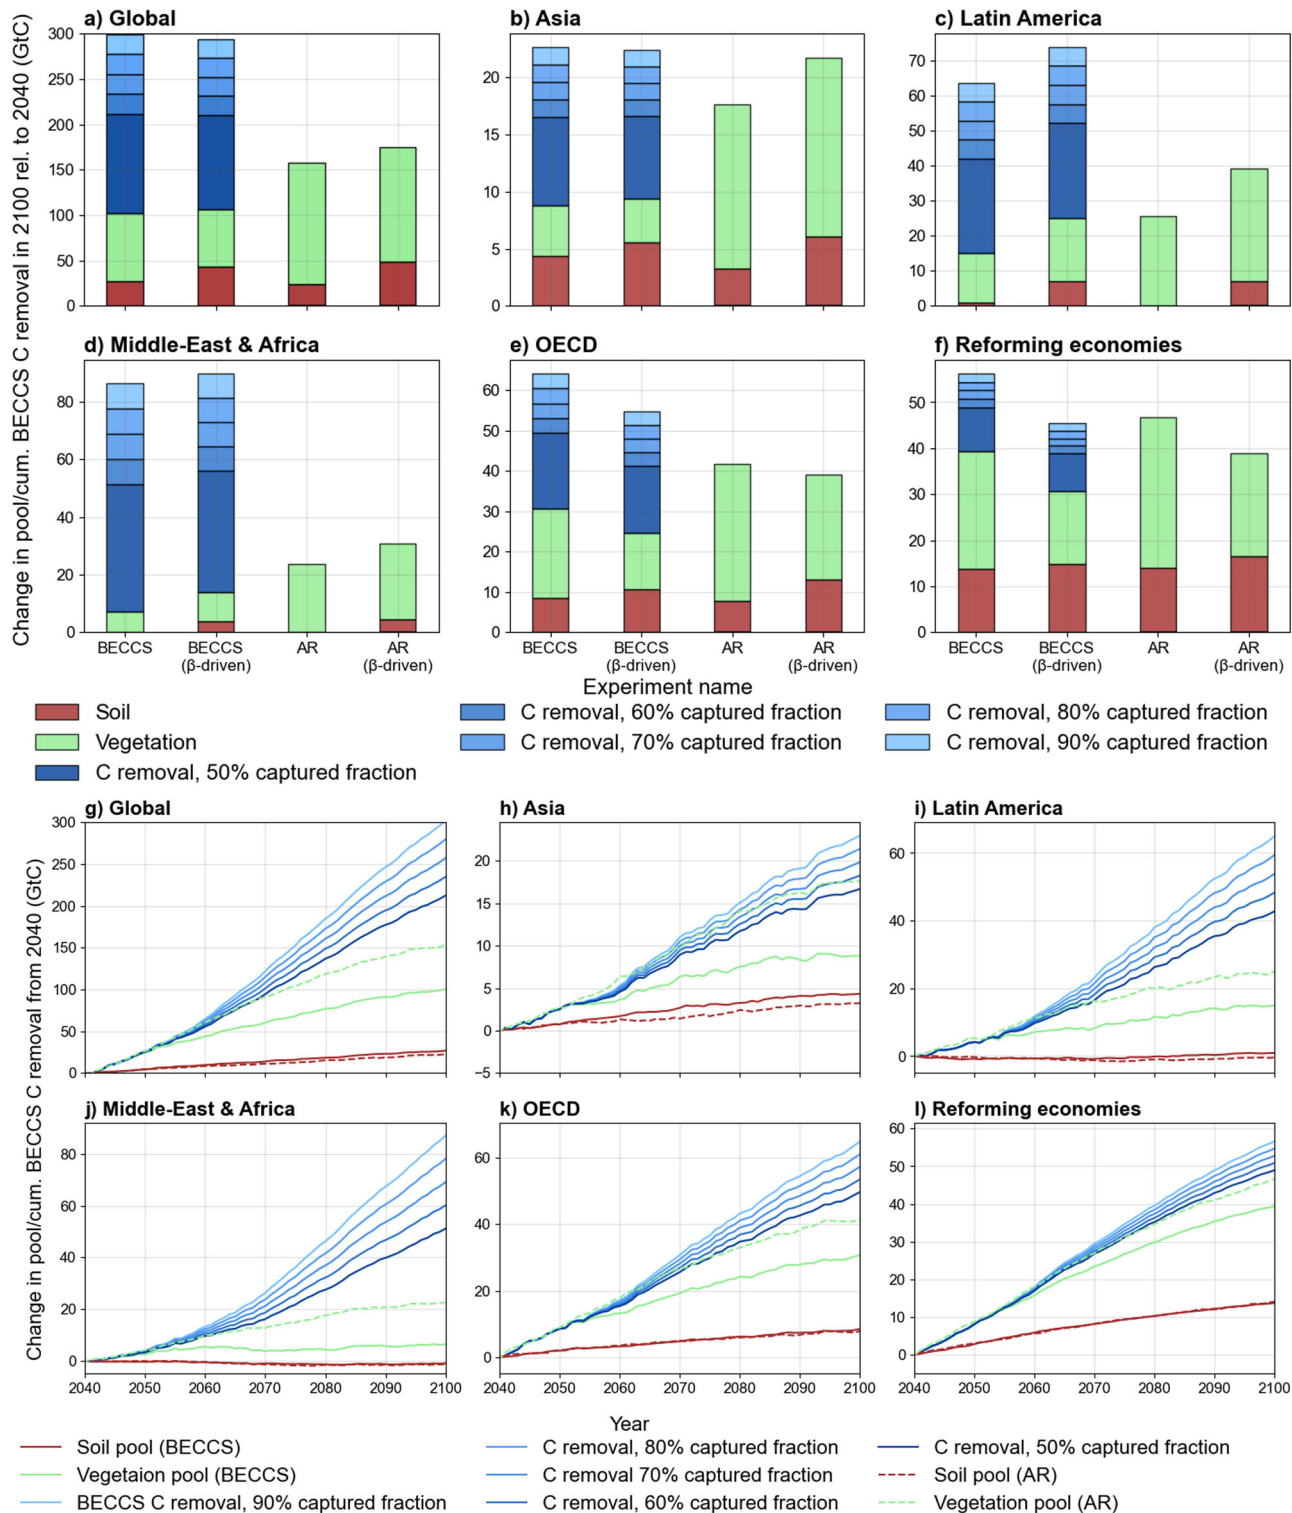 a) Global
b) Asia
c) Latin America
Change in pool/cum. BECCS C removal in 2100 rel. to 2040 (GtC)
300
250
200
150
100
50
0
20
15
10
5
0
70
60
50
40
30
20
10
0
d) Middle-East & Africa
e) OECD
f) Reforming economies
80
60
40
20
0
60
50
40
30
20
10
0
50
40
30
20
10
0
BECCS
BECCS
(β-driven)
AR
AR
(β-driven)
BECCS
BECCS
(β-driven)
AR
AR
(β-driven)
BECCS
BECCS
(β-driven)
AR
AR
(β-driven)
Experiment name
Soil
Vegetation
C removal, 50% captured fraction
C removal, 60% captured fraction
C removal, 70% captured fraction
C removal, 80% captured fraction
C removal, 90% captured fraction
g) Global
h) Asia
i) Latin America
Change in pool/cum. BECCS C removal from 2040 (GtC)
300
250
200
150
100
50
0
20
15
10
5
0
−5
60
40
20
0
j) Middle-East & Africa
k) OECD
l) Reforming economies
80
60
40
20
0
60
40
20
0
60
50
40
30
20
10
0
2040 2050 2060 2070 2080 2090 2100
2040 2050 2060 2070 2080 2090 2100
2040 2050 2060 2070 2080 2090 2100
Year
Soil pool (BECCS)
Vegetaion pool (BECCS)
BECCS C removal, 90% captured fraction
C removal, 80% captured fraction
C removal 70% captured fraction
C removal, 60% captured fraction
C removal, 50% captured fraction
Soil pool (AR)
Vegetation pool (AR)